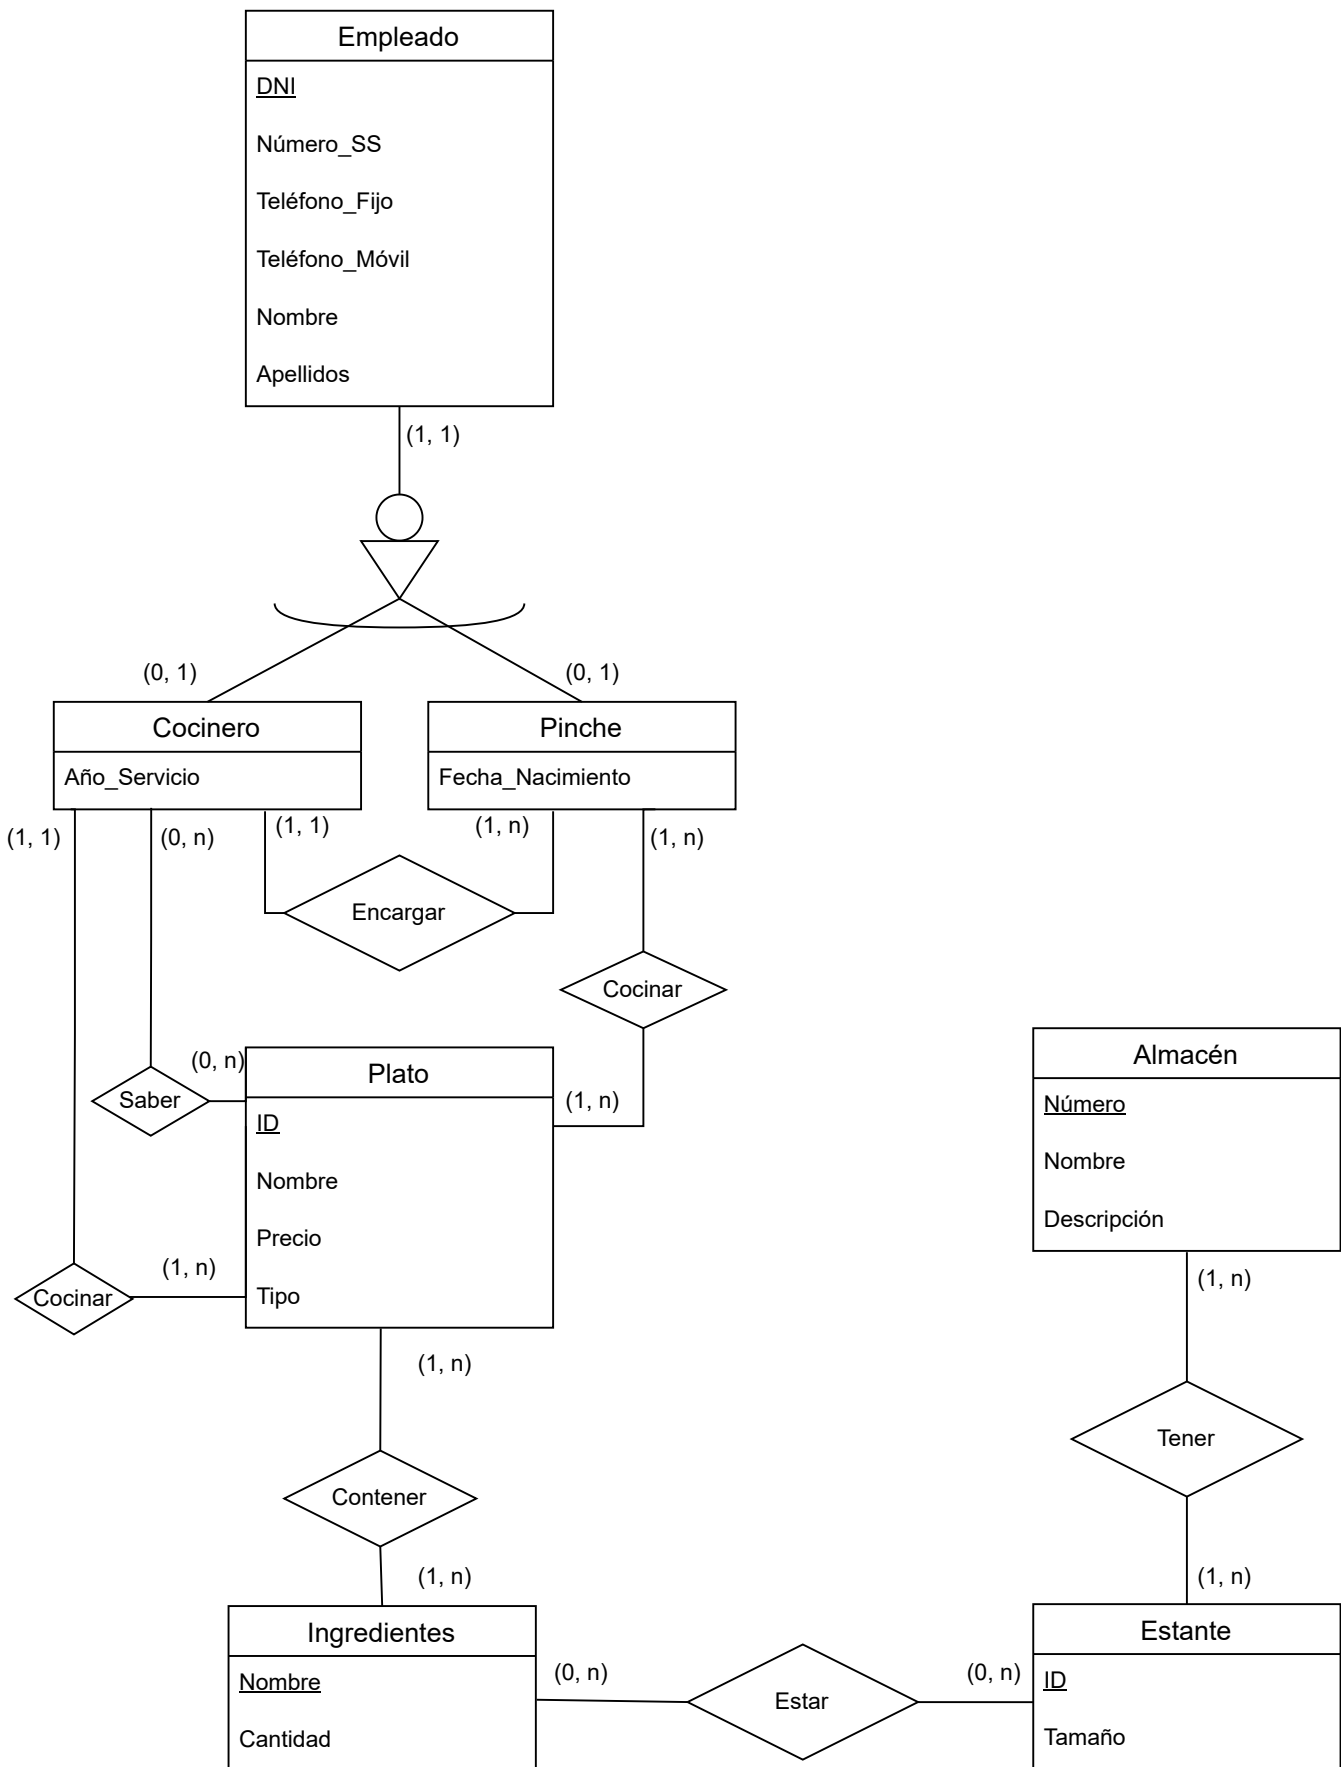 Empleado
DNI
Número_SS
Teléfono_Fijo
Teléfono_Móvil
Nombre
Apellidos
(1, 1)
(0, 1)
(0, 1)
Cocinero
Año_Servicio
Pinche
Fecha_Nacimiento
(1, 1)
(0, n)
(1, 1)
(1, n)
(1, n)
Encargar
Cocinar
Saber
(0, n)
Plato
ID
Nombre
Precio
Tipo
(1, n)
Cocinar
(1, n)
(1, n)
Contener
(1, n)
Ingredientes
Nombre
Cantidad
(0, n)
Estar
(0, n)
Almacén
Número
Nombre
Descripción
(1, n)
Tener
(1, n)
Estante
ID
Tamaño